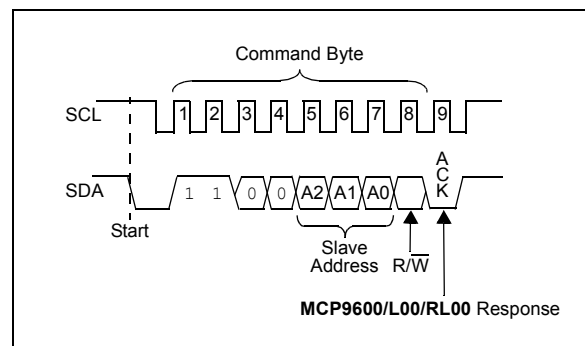 Command Byte
SCL 1 2 3 4 5 6 7 8 9
SDA 1 1 0 0 A2 A1 A0 ACK
Start
Slave
Address
R/W̅
MCP9600/L00/RL00 Response